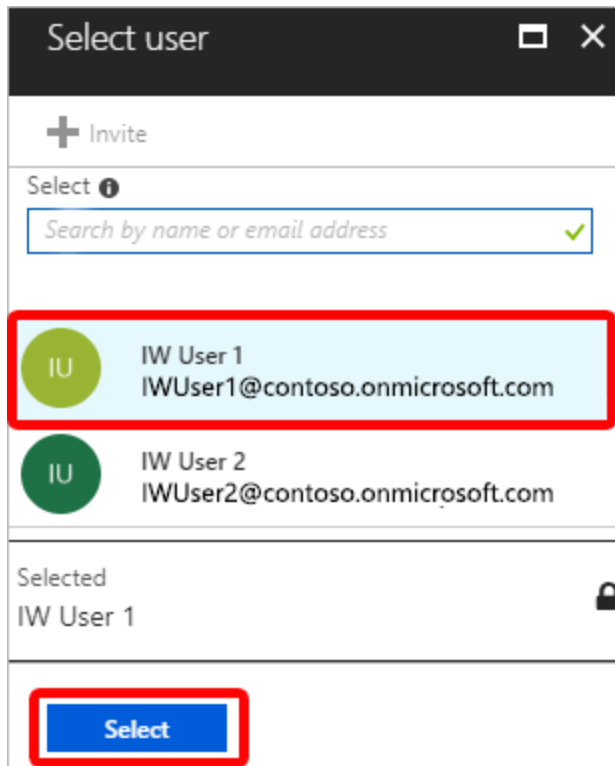 Select user
Invite
Select
Search by name or email address
IU
IW User 1
IWUser1@contoso.onmicrosoft.com
IU
IW User 2
IWUser2@contoso.onmicrosoft.com
Selected
IW User 1
Select